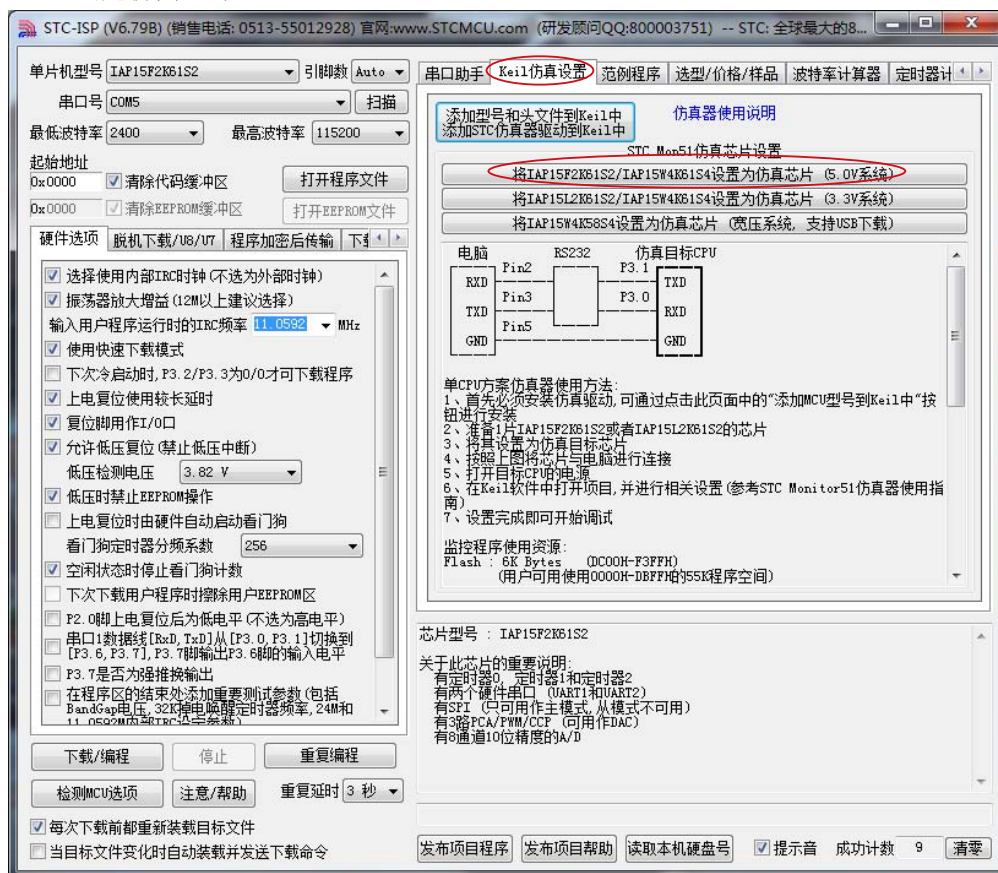 STC-ISP (V6.79B) (销售电话: 0513-55012928) 官网:www.STCMCU.com (研发顾问QQ:800003751) -- STC: 全球最大的8...
单片机型号 IAP15F2K61S2 引脚数 Auto
串口号 COM5 扫描
最低波特率 2400 最高波特率 115200
起始地址
0x0000 清除代码缓冲区 打开程序文件
0x0000 清除EEPROM缓冲区 打开EEPROM文件
硬件选项 脱机下载/U8/U7 程序加密后传输
选择使用内部IRC时钟(不选为外部时钟)
振荡器放大增益(12M以上建议选择)
输入用户程序运行时的IRC频率 11.0592 MHz
使用快速下载模式
下次冷启动时,P3.2/P3.3为0/0才可下载程序
上电复位使用较长延时
复位脚用作I/O口
允许低压复位(禁止低压中断)
低压检测电压 3.82 V
低压时禁止EEPROM操作
上电复位时由硬件自动启动看门狗
看门狗定时器分频系数 256
空闲状态时停止看门狗计数
下次下载用户程序时擦除用户EEPROM区
P2.0脚上电复位后为低电平(不选为高电平)
串口1数据线[RxD,TxD]从[P3.0,P3.1]切换到
[P3.6,P3.7],P3.7脚输出P3.6脚的输入电平
P3.7是否为强推挽输出
在程序区的结束处添加重要测试参数(包括
BandGap电压,32K掉电唤醒定时器频率,24M和
11.0592M内部IRC设定参数)
下载/编程 停止 重复编程
检测MCU选项 注意/帮助 重复延时 3 秒
每次下载前都重新装载目标文件
当目标文件变化时自动装载并发送下载命令
串口助手 Keil仿真设置 范例程序 选型/价格/样品 波特率计算器 定时器计
添加型号和头文件到Keil中
添加STC仿真器驱动到Keil中
仿真器使用说明
STC Mon51仿真芯片设置
将IAP15F2K61S2/IAP15W4K61S4设置为仿真芯片 (5.0V系统)
将IAP15L2K61S2/IAP15W4K61S4设置为仿真芯片 (3.3V系统)
将IAP15W4K58S4设置为仿真芯片 (宽压系统, 支持USB下载)
电脑 RS232 仿真目标CPU
Pin2 P3.1
RXD TXD
Pin3 P3.0
TXD RXD
Pin5
GND GND
单CPU方案仿真器使用方法:
1、首先必须安装仿真驱动,可通过点击此页面中的"添加MCU型号到Keil中"按
钮进行安装
2、准备1片IAP15F2K61S2或者IAP15L2K61S2的芯片
3、将其设置为仿真目标芯片
4、按照上图将芯片与电脑进行连接
5、打开目标CPU的电源
6、在Keil软件中打开项目,并进行相关设置(参考STC Monitor51仿真器使用指
南)
7、设置完成即可开始调试
监控程序使用资源:
Flash : 6K Bytes (DC00H-F3FFH)
(用户可用使用0000H-DBFFH的55K程序空间)
芯片型号 : IAP15F2K61S2
关于此芯片的重要说明:
有定时器0, 定时器1和定时器2
有两个硬件串口 (UART1和UART2)
有SPI (只可用作主模式,从模式不可用)
有3路PCA/PWM/CCP (可用作DAC)
有8通道10位精度的A/D
发布项目程序 发布项目帮助 读取本机硬盘号 提示音 成功计数 9 清零